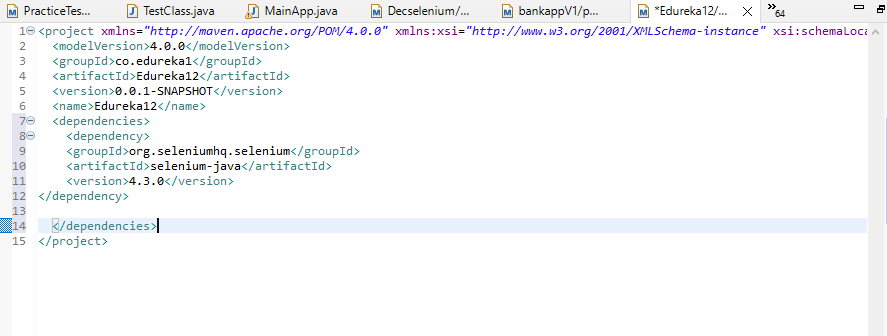 PracticeTes... TestClass.java MainApp.java Decselenium/... bankappV1/p... *Edureka12/... 64
1 <project xmlns="http://maven.apache.org/POM/4.0.0" xmlns:xsi="http://www.w3.org/2001/XMLSchema-instance" xsi:schemaLoca
2 <modelVersion>4.0.0</modelVersion>
3 <groupId>co.edureka1</groupId>
4 <artifactId>Edureka12</artifactId>
5 <version>0.0.1-SNAPSHOT</version>
6 <name>Edureka12</name>
7 <dependencies>
8 <dependency>
9 <groupId>org.seleniumhq.selenium</groupId>
10 <artifactId>selenium-java</artifactId>
11 <version>4.3.0</version>
12 </dependency>
13
14 </dependencies>
15 </project>